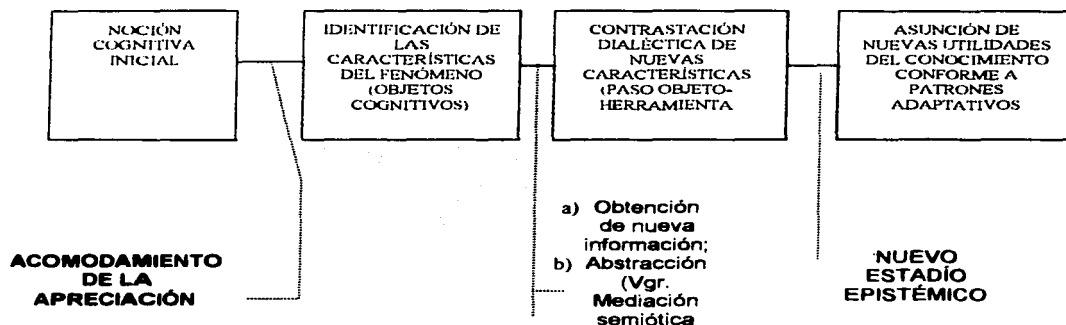 NOCIÓN
COGNITIVA
INICIAL
IDENTIFICACIÓN DE
LAS
CARACTERÍSTICAS
DEL FENÓMENO
(OBJETOS
COGNITIVOS)
CONTRASTACIÓN
DIALÉCTICA DE
NUEVAS
CARACTERÍSTICAS
(PASO OBJETO-
HERRAMIENTA
ASUNCIÓN DE
NUEVAS UTILIDADES
DEL CONOCIMIENTO
CONFORME A
PATRONES
ADAPTATIVOS
ACOMODAMIENTO
DE LA
APRECIACIÓN
a) Obtención
de nueva
información;
b) Abstracción
(Vgr.
Mediación
semiótica
NUEVO
ESTADÍO
EPISTÉMICO